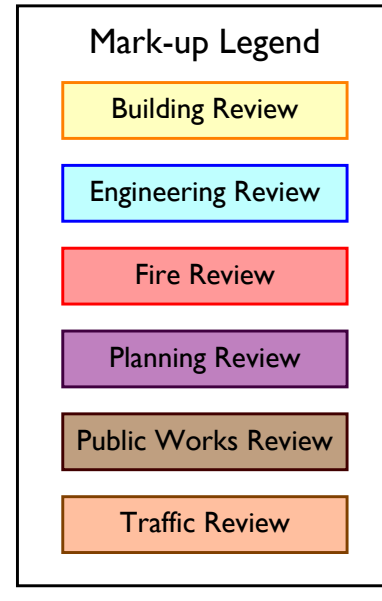 Mark-up Legend
Building Review
Engineering Review
Fire Review
Planning Review
Public Works Review
Traffic Review